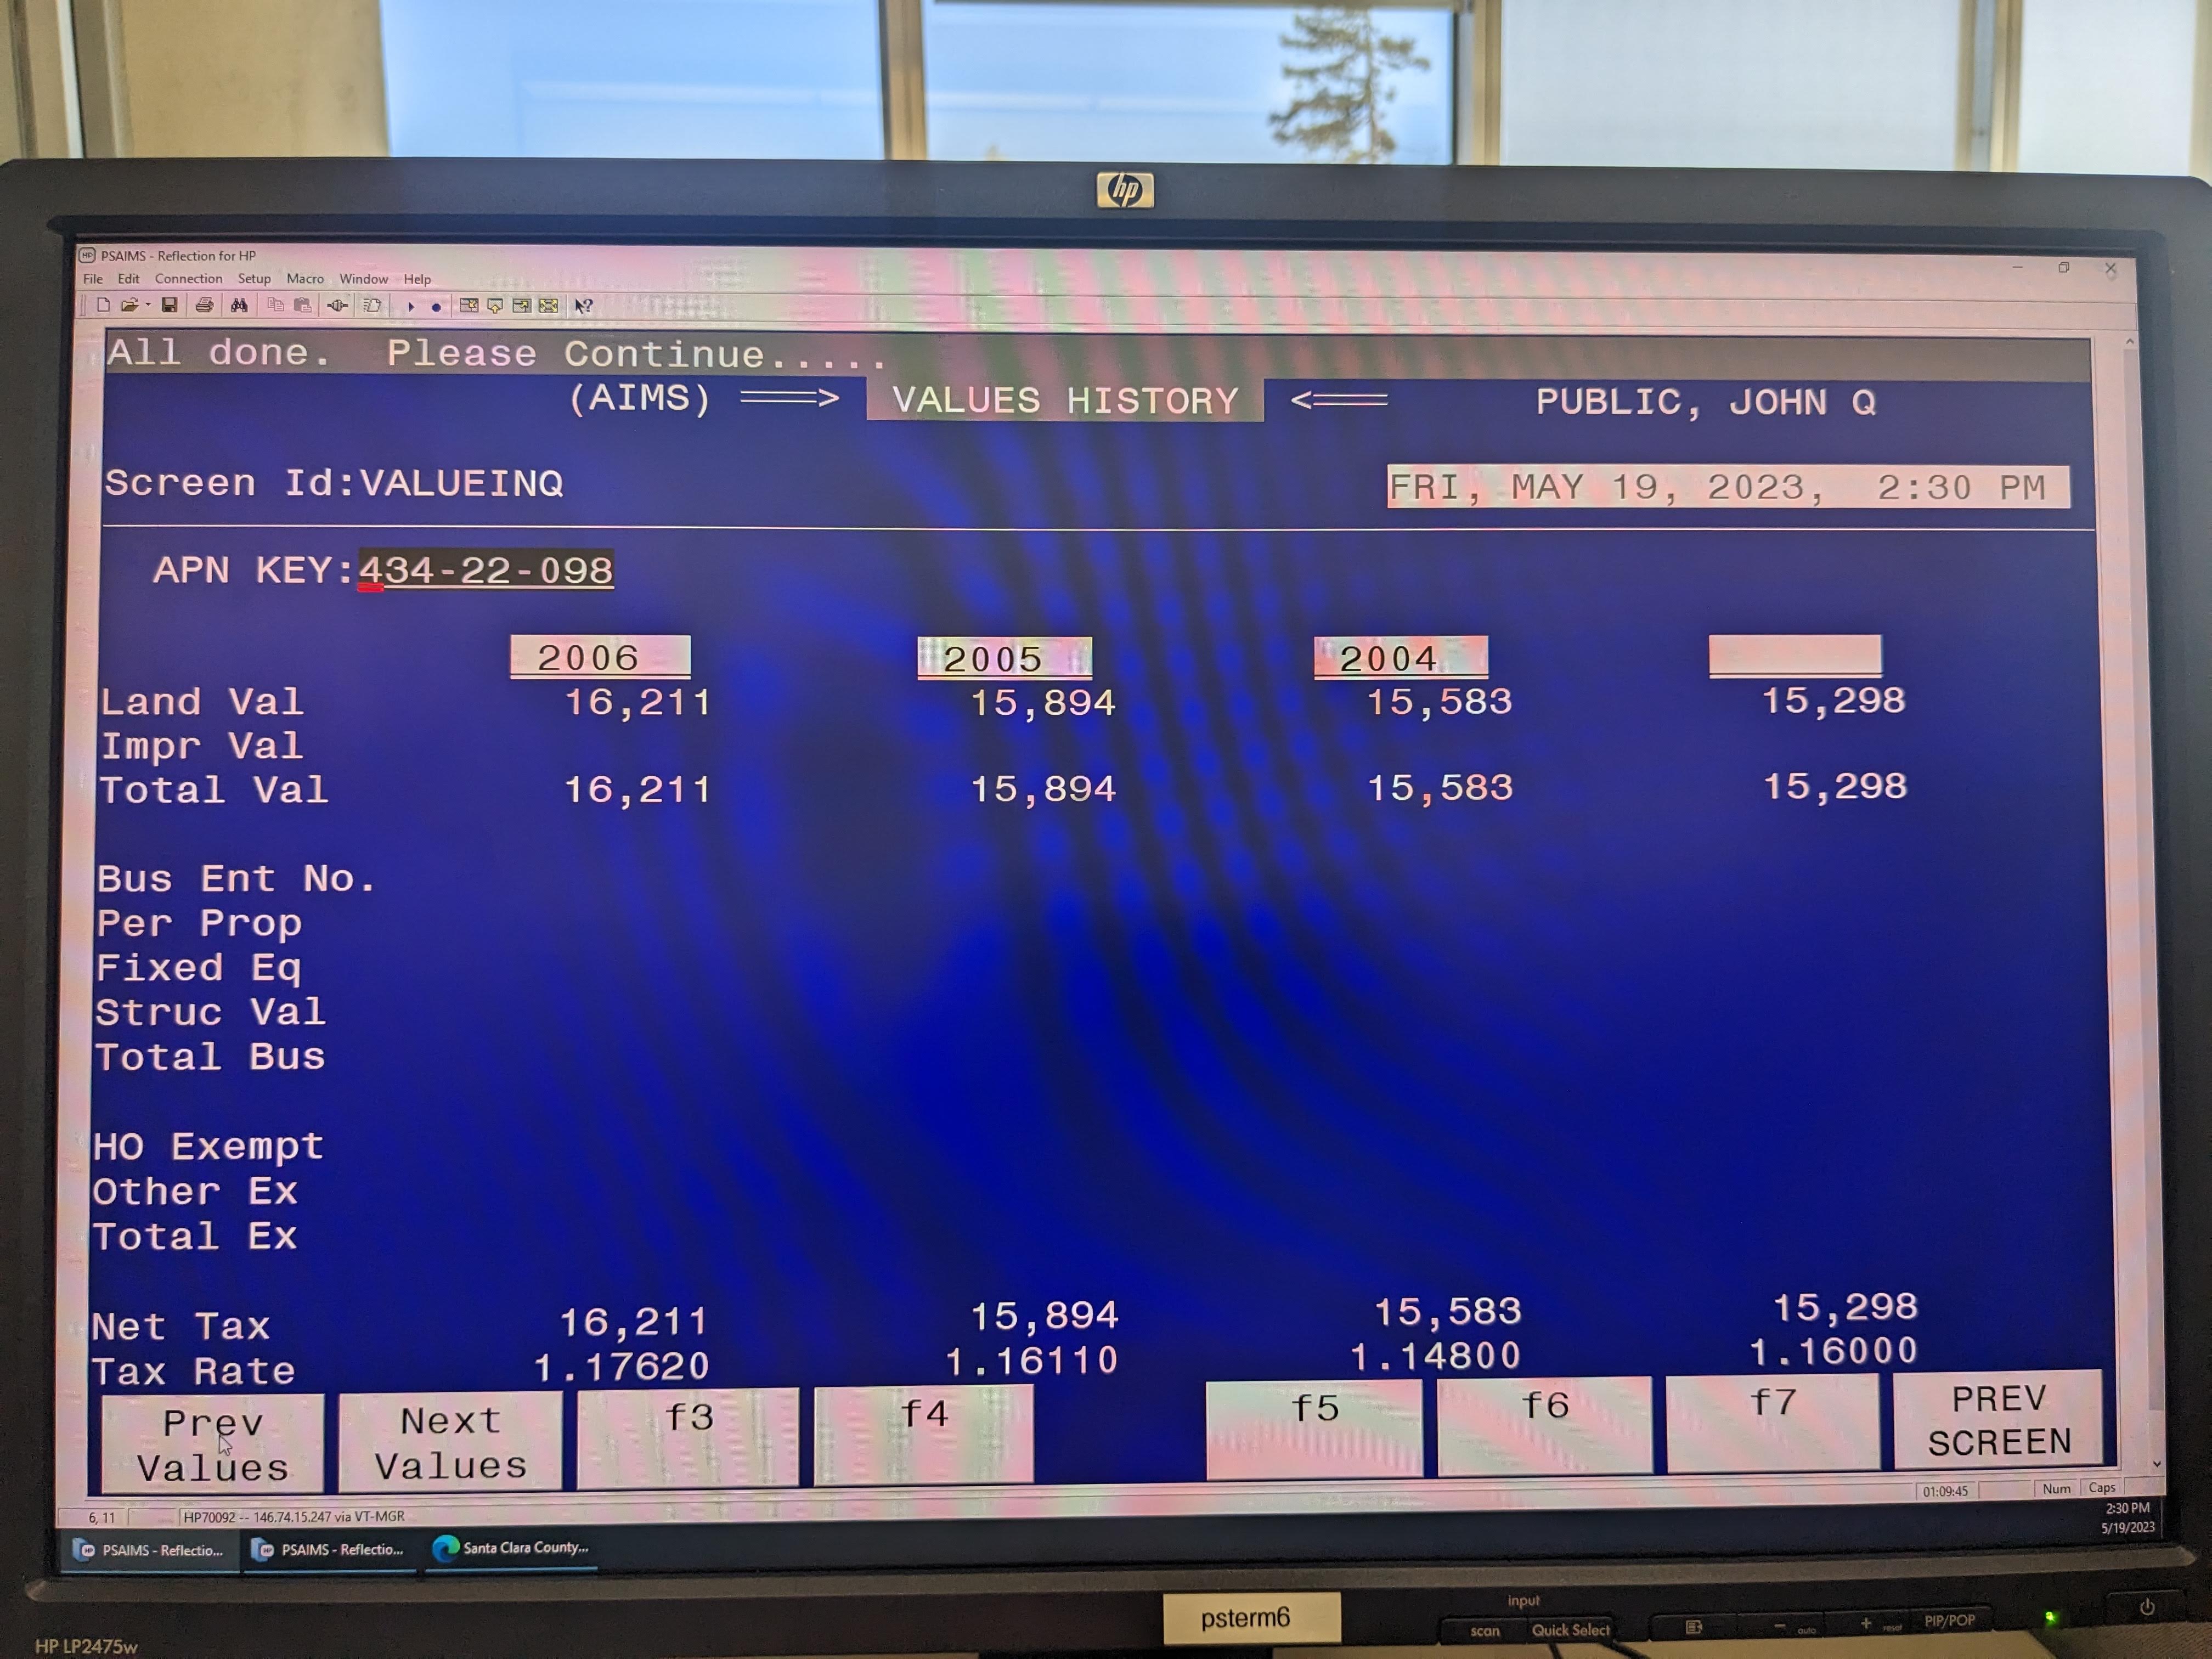 hp
PSAIMS - Reflection for HP
File Edit Connection Setup Macro Window Help
All done. Please Continue.....
(AIMS) ===> VALUES HISTORY <=== PUBLIC, JOHN Q
Screen Id:VALUEINQ FRI, MAY 19, 2023, 2:30 PM
APN KEY:434-22-098
2006 2005 2004
Land Val 16,211 15,894 15,583 15,298
Impr Val
Total Val 16,211 15,894 15,583 15,298
Bus Ent No.
Per Prop
Fixed Eq
Struc Val
Total Bus
HO Exempt
Other Ex
Total Ex
Net Tax 16,211 15,894 15,583 15,298
Tax Rate 1.17620 1.16110 1.14800 1.16000
Prev Next f3 f4 f5 f6 f7 PREV
Values Values SCREEN
01:09:45 Num Caps
6, 11 HP70092 -- 146.74.15.247 via VT-MGR
2:30 PM
5/19/2023
PSAIMS - Reflectio... PSAIMS - Reflectio... Santa Clara County...
HP LP2475w
psterm6
input
scan Quick Select - auto + reset PIP/POP